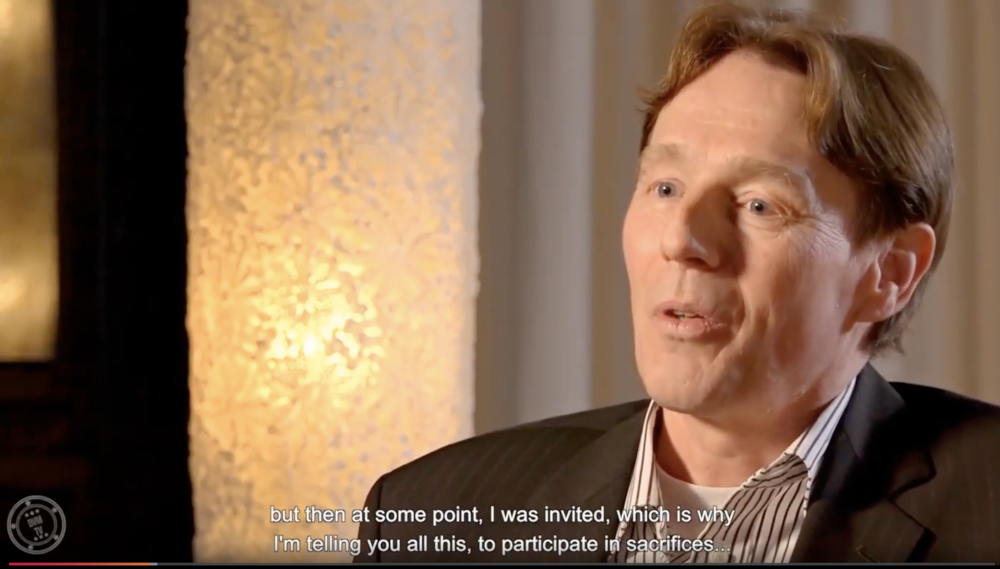 but then at some point, I was invited, which is why
I'm telling you all this, to participate in sacrifices...